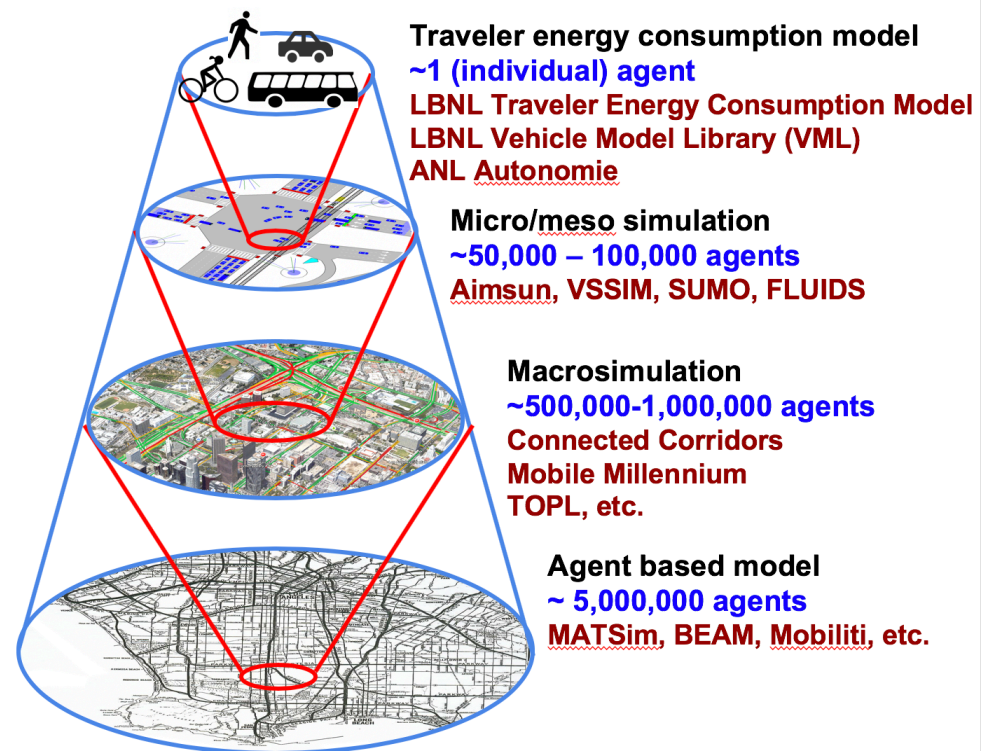 Traveler energy consumption model
~1 (individual) agent
LBNL Traveler Energy Consumption Model
LBNL Vehicle Model Library (VML)
ANL Autonomie
Micro/meso simulation
~50,000 – 100,000 agents
Aimsun, VSSIM, SUMO, FLUIDS
Macrosimulation
~500,000-1,000,000 agents
Connected Corridors
Mobile Millennium
TOPL, etc.
Agent based model
~ 5,000,000 agents
MATSim, BEAM, Mobiliti, etc.
LONG
BEACH